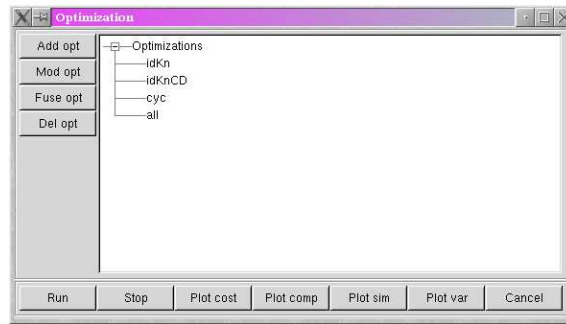 Optimization
Add opt
Mod opt
Fuse opt
Del opt
Optimizations
idKn
idKnCD
cyc
all
Run Stop Plot cost Plot comp Plot sim Plot var Cancel